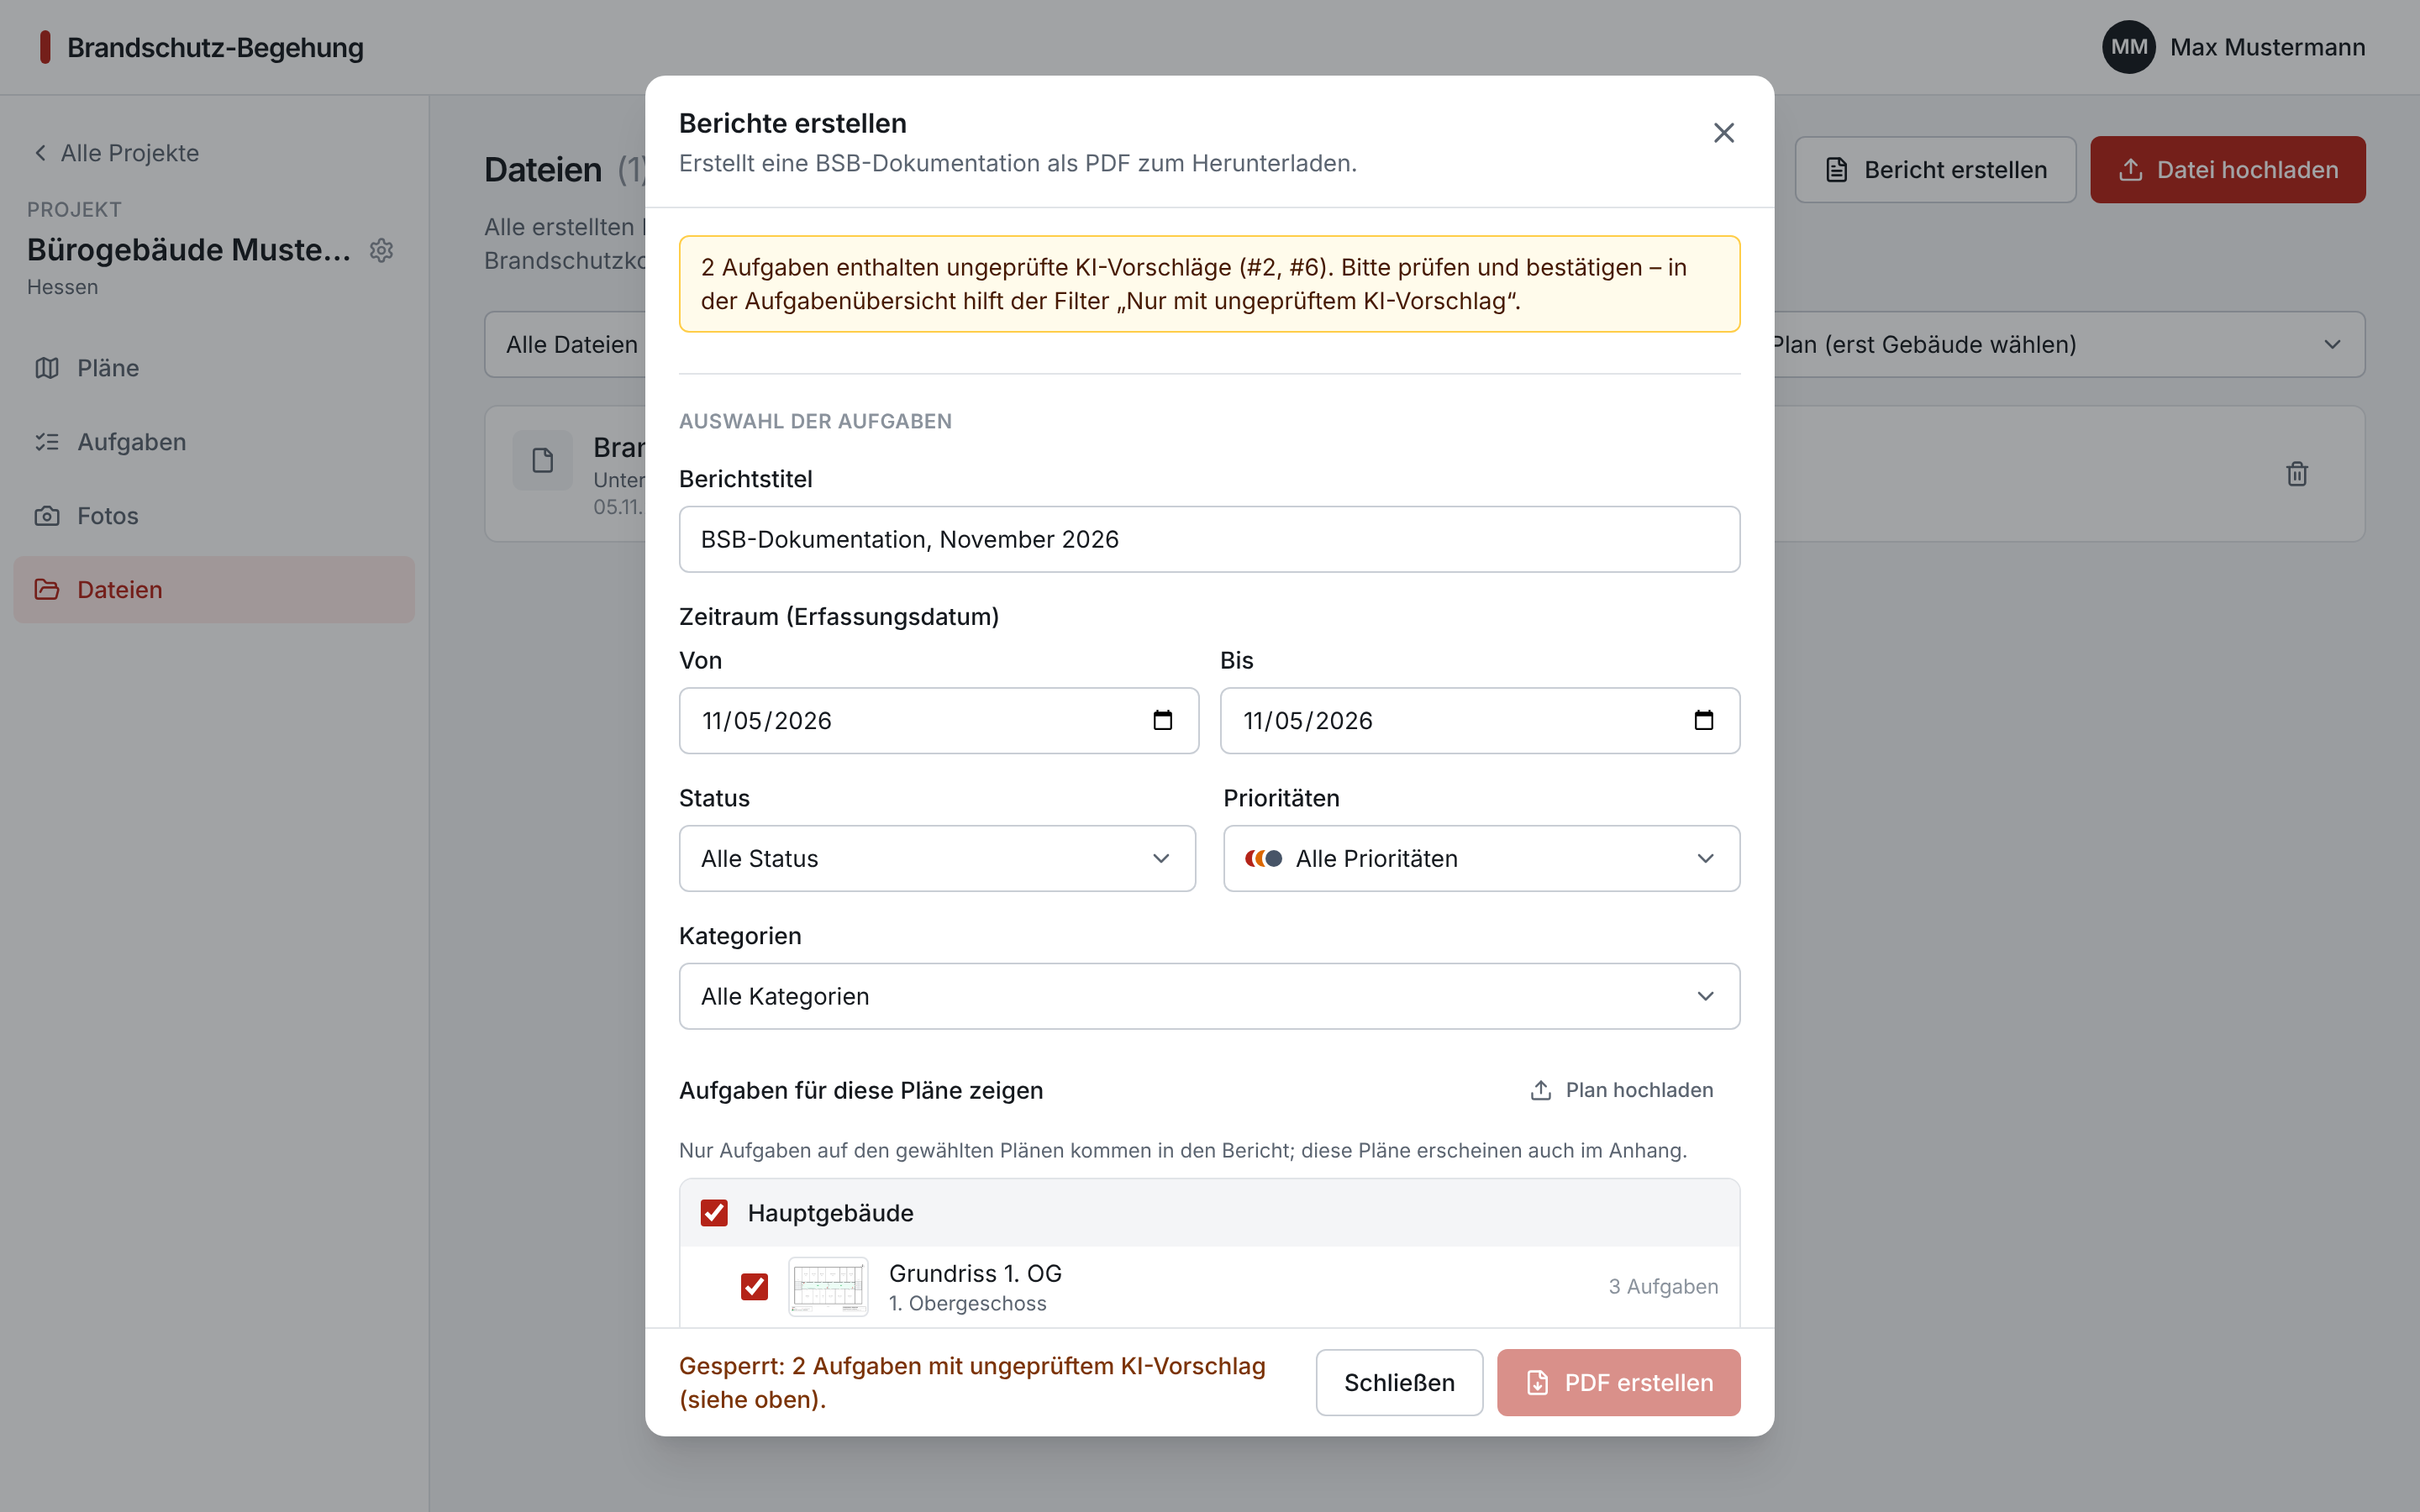 Brandschutz-Begehung
MM Max Mustermann
Alle Projekte
PROJEKT
Bürogebäude Muste...
Hessen
Pläne
Aufgaben
Fotos
Dateien
Dateien (1)
Alle erstellten
Bericht erstellen
Datei hochladen
Alle Dateien
Plan (erst Gebäude wählen)
05.11.
Berichte erstellen
Erstellt eine BSB-Dokumentation als PDF zum Herunterladen.
2 Aufgaben enthalten ungeprüfte KI-Vorschläge (#2, #6). Bitte prüfen und bestätigen – in
der Aufgabenübersicht hilft der Filter „Nur mit ungeprüftem KI-Vorschlag“.
AUSWAHL DER AUFGABEN
Berichtstitel
BSB-Dokumentation, November 2026
Zeitraum (Erfassungsdatum)
Von Bis
11/05/2026 11/05/2026
Status Prioritäten
Alle Status Alle Prioritäten
Kategorien
Alle Kategorien
Aufgaben für diese Pläne zeigen Plan hochladen
Nur Aufgaben auf den gewählten Plänen kommen in den Bericht; diese Pläne erscheinen auch im Anhang.
Hauptgebäude
Grundriss 1. OG
1. Obergeschoss
3 Aufgaben
Gesperrt: 2 Aufgaben mit ungeprüftem KI-Vorschlag
(siehe oben).
Schließen
PDF erstellen